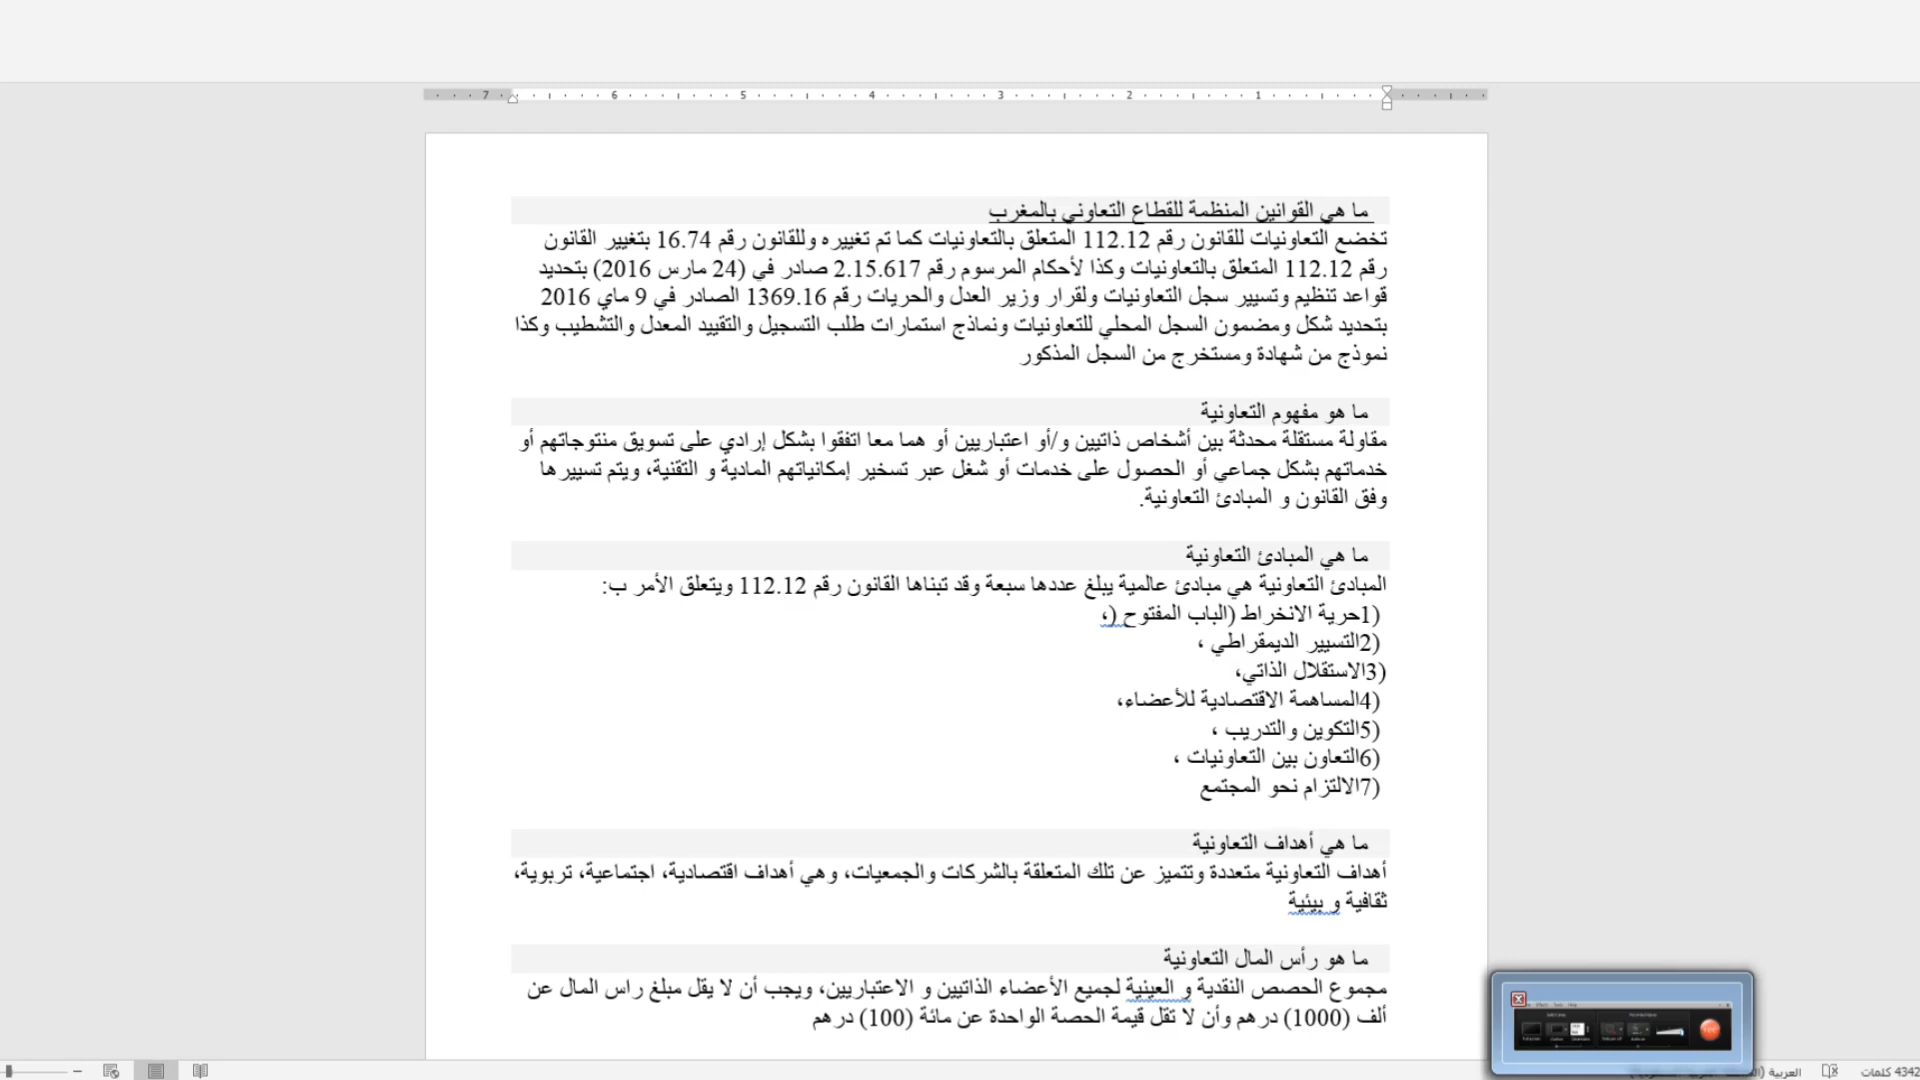 7 6 5 4 3 2 1
ما هي القوانين المنظمة للقطاع التعاوني بالمغرب
تخضع التعاونيات للقانون رقم 112.12 المتعلق بالتعاونيات كما تم تغييره وللقانون رقم 16.74 بتغيير القانون
رقم 112.12 المتعلق بالتعاونيات وكذا لأحكام المرسوم رقم 2.15.617 صادر في (24 مارس 2016) بتحديد
قواعد تنظيم وتسيير سجل التعاونيات ولقرار وزير العدل والحريات رقم 1369.16 الصادر في 9 ماي 2016
بتحديد شكل ومضمون السجل المحلي للتعاونيات ونماذج استمارات طلب التسجيل والتقييد المعدل والتشطيب وكذا
نموذج من شهادة ومستخرج من السجل المذكور
ما هو مفهوم التعاونية
مقاولة مستقلة محدثة بين أشخاص ذاتيين و/أو اعتباريين أو هما معا اتفقوا بشكل إرادي على تسويق منتوجاتهم أو
خدماتهم بشكل جماعي أو الحصول على خدمات أو شغل عبر تسخير إمكانياتهم المادية و التقنية، ويتم تسييرها
وفق القانون و المبادئ التعاونية.
ما هي المبادئ التعاونية
المبادئ التعاونية هي مبادئ عالمية يبلغ عددها سبعة وقد تبناها القانون رقم 112.12 ويتعلق الأمر ب:
(1حرية الانخراط (الباب المفتوح (،
(2التسيير الديمقراطي ،
(3الاستقلال الذاتي،
(4المساهمة الاقتصادية للأعضاء،
(5التكوين والتدريب ،
(6التعاون بين التعاونيات ،
(7الالتزام نحو المجتمع
ما هي أهداف التعاونية
أهداف التعاونية متعددة وتتميز عن تلك المتعلقة بالشركات والجمعيات، وهي أهداف اقتصادية، اجتماعية، تربوية،
ثقافية و بيئية
ما هو رأس المال التعاونية
مجموع الحصص النقدية و العينية لجميع الأعضاء الذاتيين و الاعتباريين، ويجب أن لا يقل مبلغ راس المال عن
ألف (1000) درهم وأن لا تقل قيمة الحصة الواحدة عن مائة (100) درهم
4342 كلمات
العربية